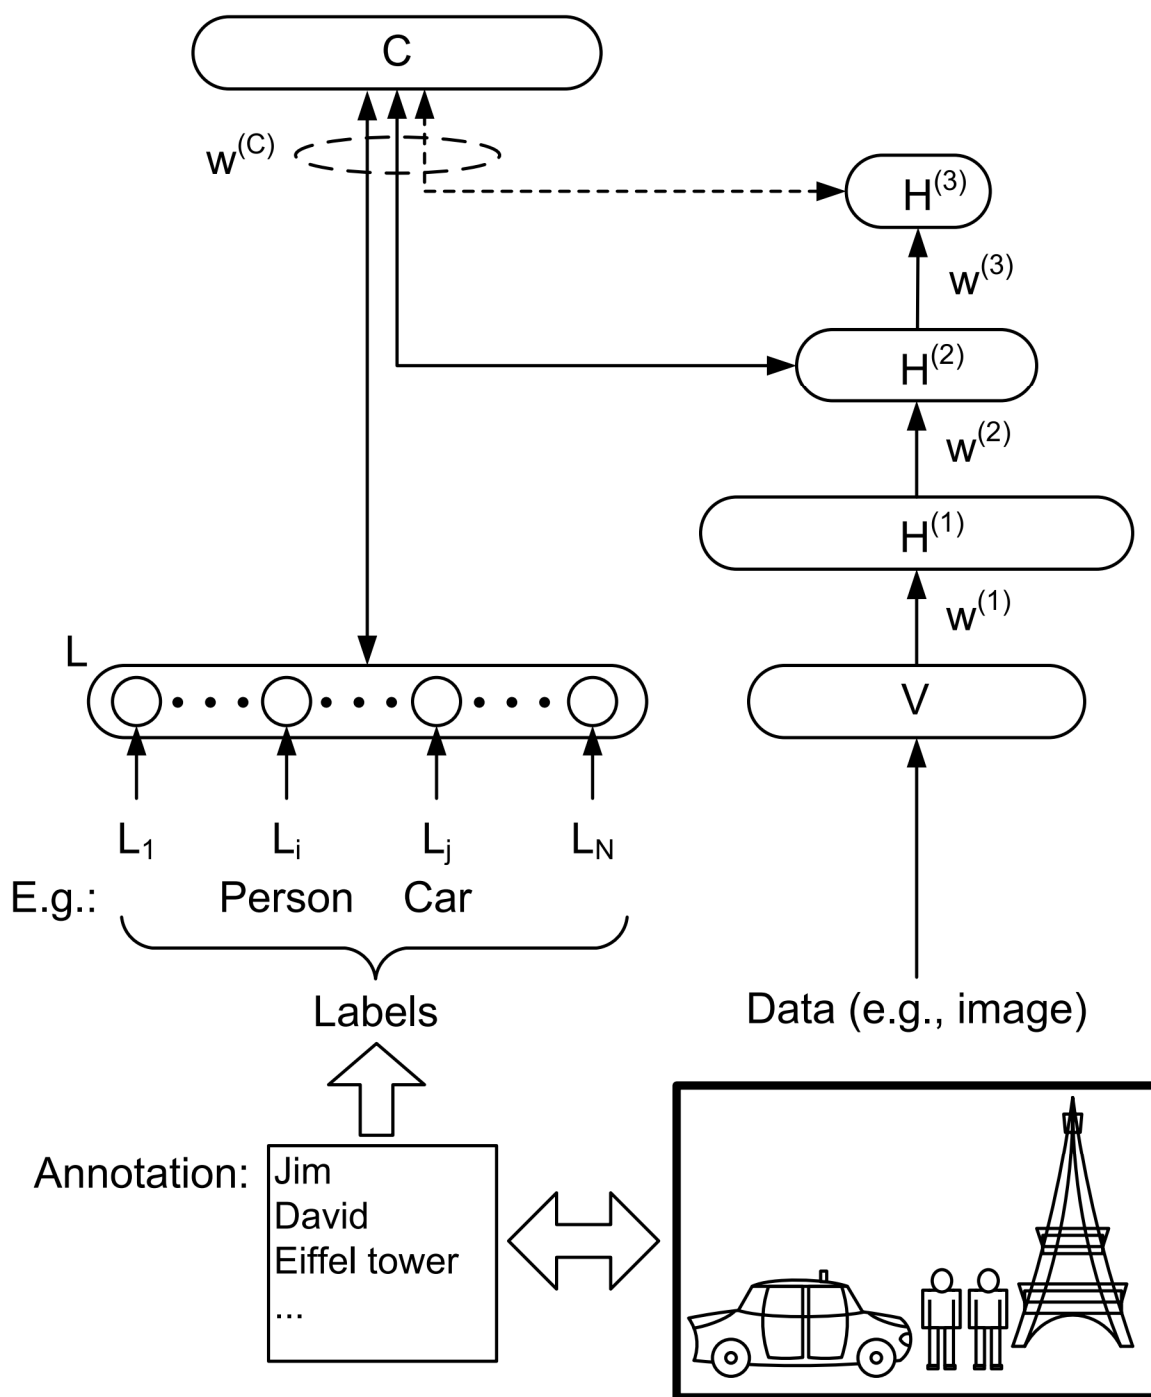 C
w(C)
H(3)
w(3)
H(2)
w(2)
H(1)
w(1)
L
V
L1 Li Lj LN
E.g.: Person Car
Labels
Data (e.g., image)
Annotation:
Jim
David
Eiffel tower
...